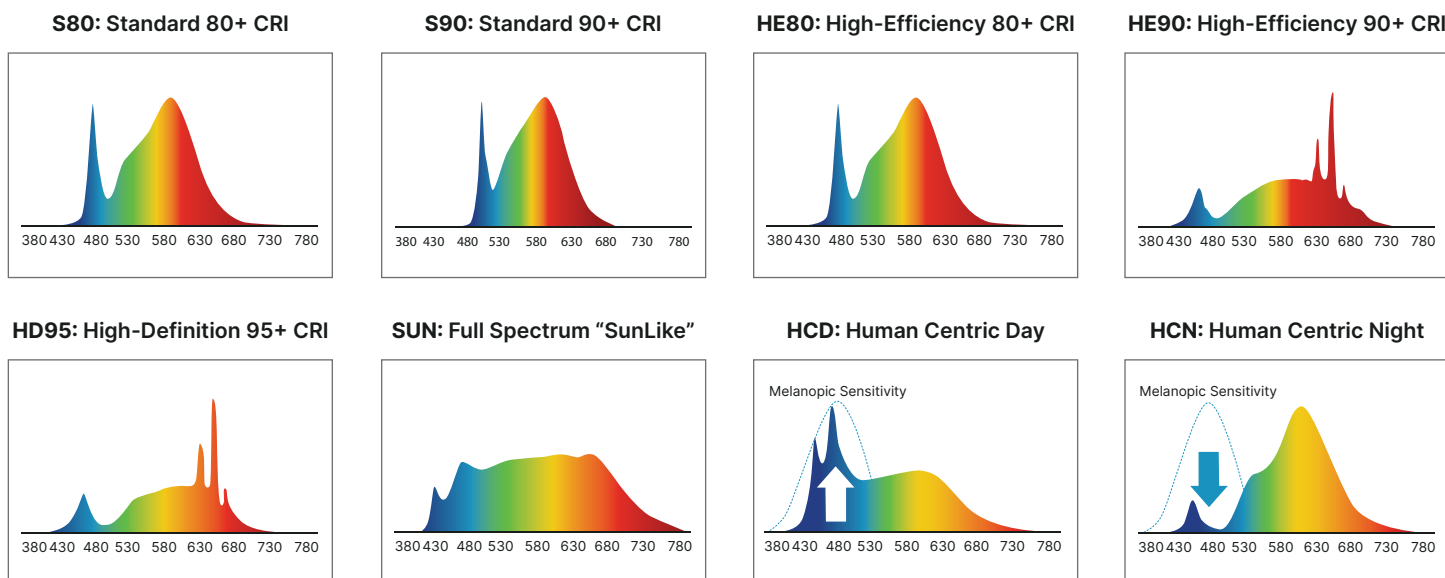 S80: Standard 80+ CRI
S90: Standard 90+ CRI
HE80: High-Efficiency 80+ CRI
HE90: High-Efficiency 90+ CRI
380 430 480 530 580 630 680 730 780
380 430 480 530 580 630 680 730 780
380 430 480 530 580 630 680 730 780
380 430 480 530 580 630 680 730 780
HD95: High-Definition 95+ CRI
SUN: Full Spectrum “SunLike”
HCD: Human Centric Day
HCN: Human Centric Night
Melanopic Sensitivity
Melanopic Sensitivity
380 430 480 530 580 630 680 730 780
380 430 480 530 580 630 680 730 780
380 430 480 530 580 630 680 730 780
380 430 480 530 580 630 680 730 780